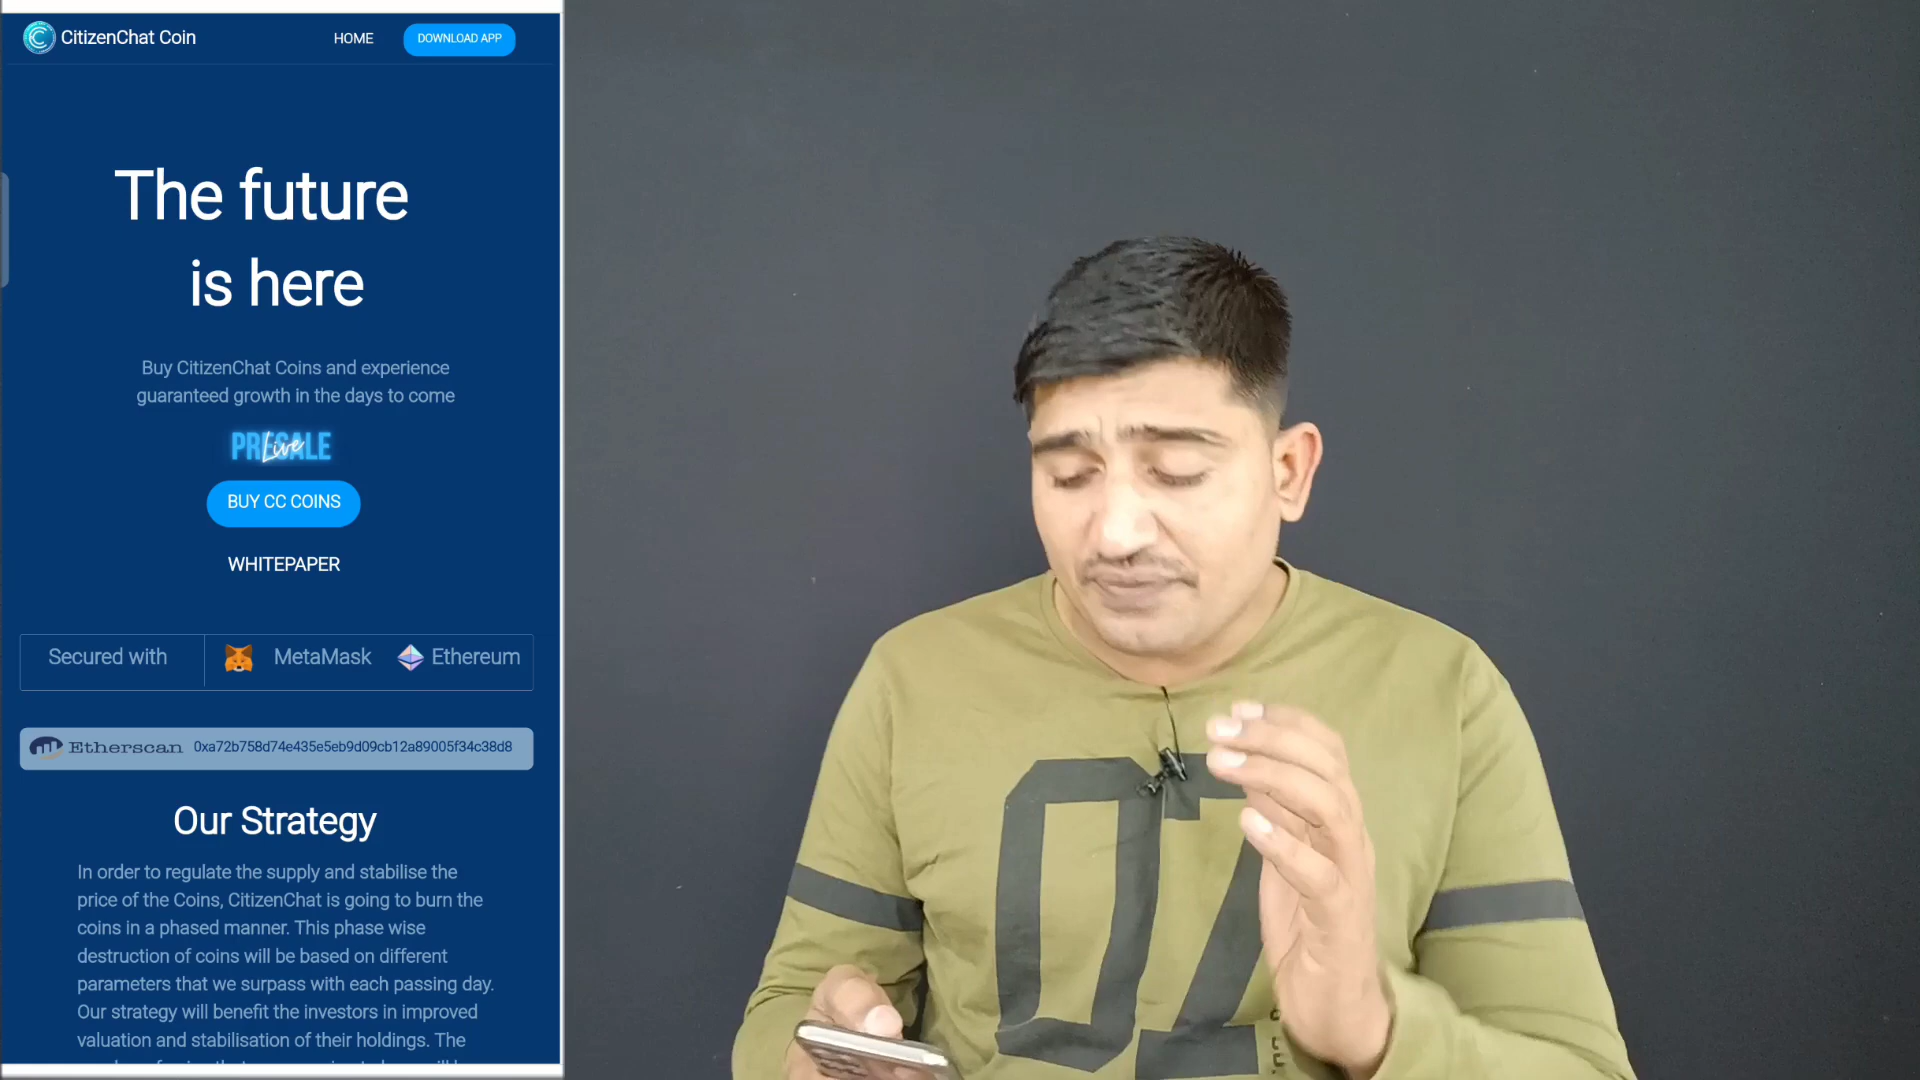 CitizenChat Coin
HOME
DOWNLOAD APP
The future
is here
Buy CitizenChat Coins and experience
guaranteed growth in the days to come
PRESALE
Live
BUY CC COINS
WHITEPAPER
Secured with
MetaMask
Ethereum
Etherscan
0xa72b758d74e435e5eb9d09cb12a89005f34c38d8
Our Strategy
In order to regulate the supply and stabilise the
price of the Coins, CitizenChat is going to burn the
coins in a phased manner. This phase wise
destruction of coins will be based on different
parameters that we surpass with each passing day.
Our strategy will benefit the investors in improved
valuation and stabilisation of their holdings. The